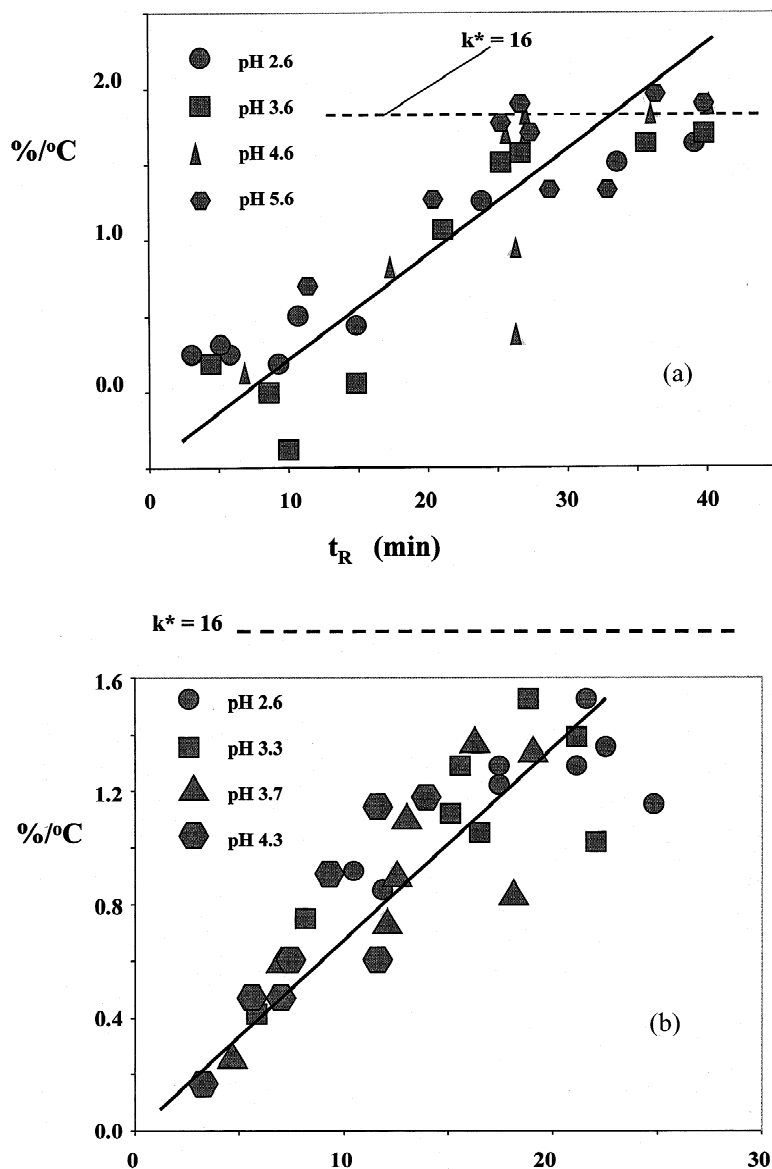 k* = 16
2.0
pH 2.6
pH 3.6
%/°C
pH 4.6
pH 5.6
1.0
0.0
(a)
0
10
20
30
40
t_R (min)
k* = 16
1.6
pH 2.6
pH 3.3
1.2
pH 3.7
%/°C
pH 4.3
0.8
0.4
(b)
0.0
0
10
20
30